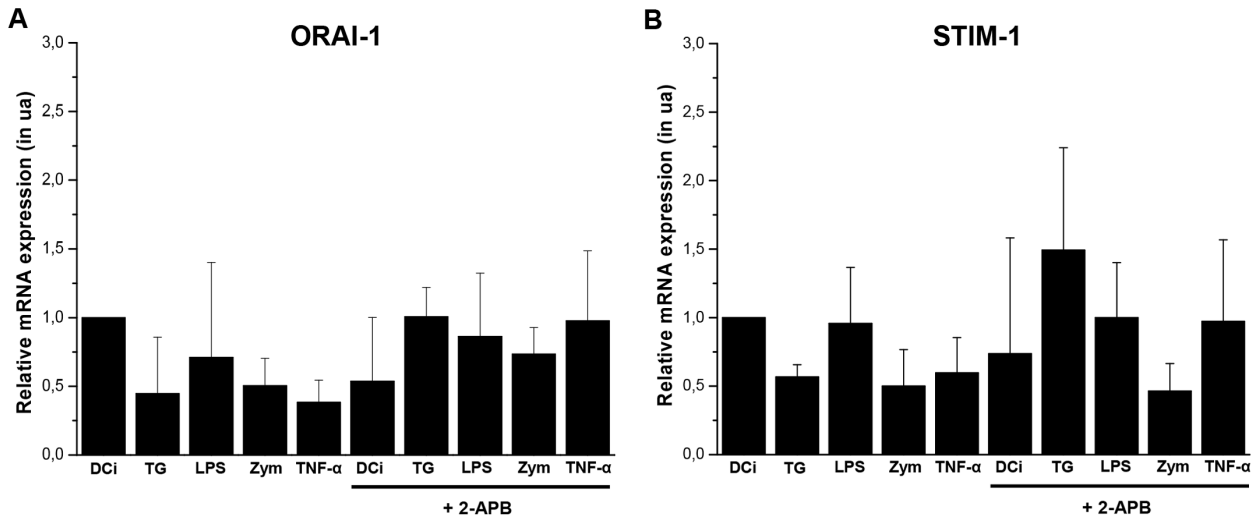 A
ORAI-1
Relative mRNA expression (in ua)
3,0
2,5
2,0
1,5
1,0
0,5
0,0
DCi TG LPS Zym TNF-α DCi TG LPS Zym TNF-α
+ 2-APB
B
STIM-1
Relative mRNA expression (in ua)
3,0
2,5
2,0
1,5
1,0
0,5
0,0
DCi TG LPS Zym TNF-α DCi TG LPS Zym TNF-α
+ 2-APB